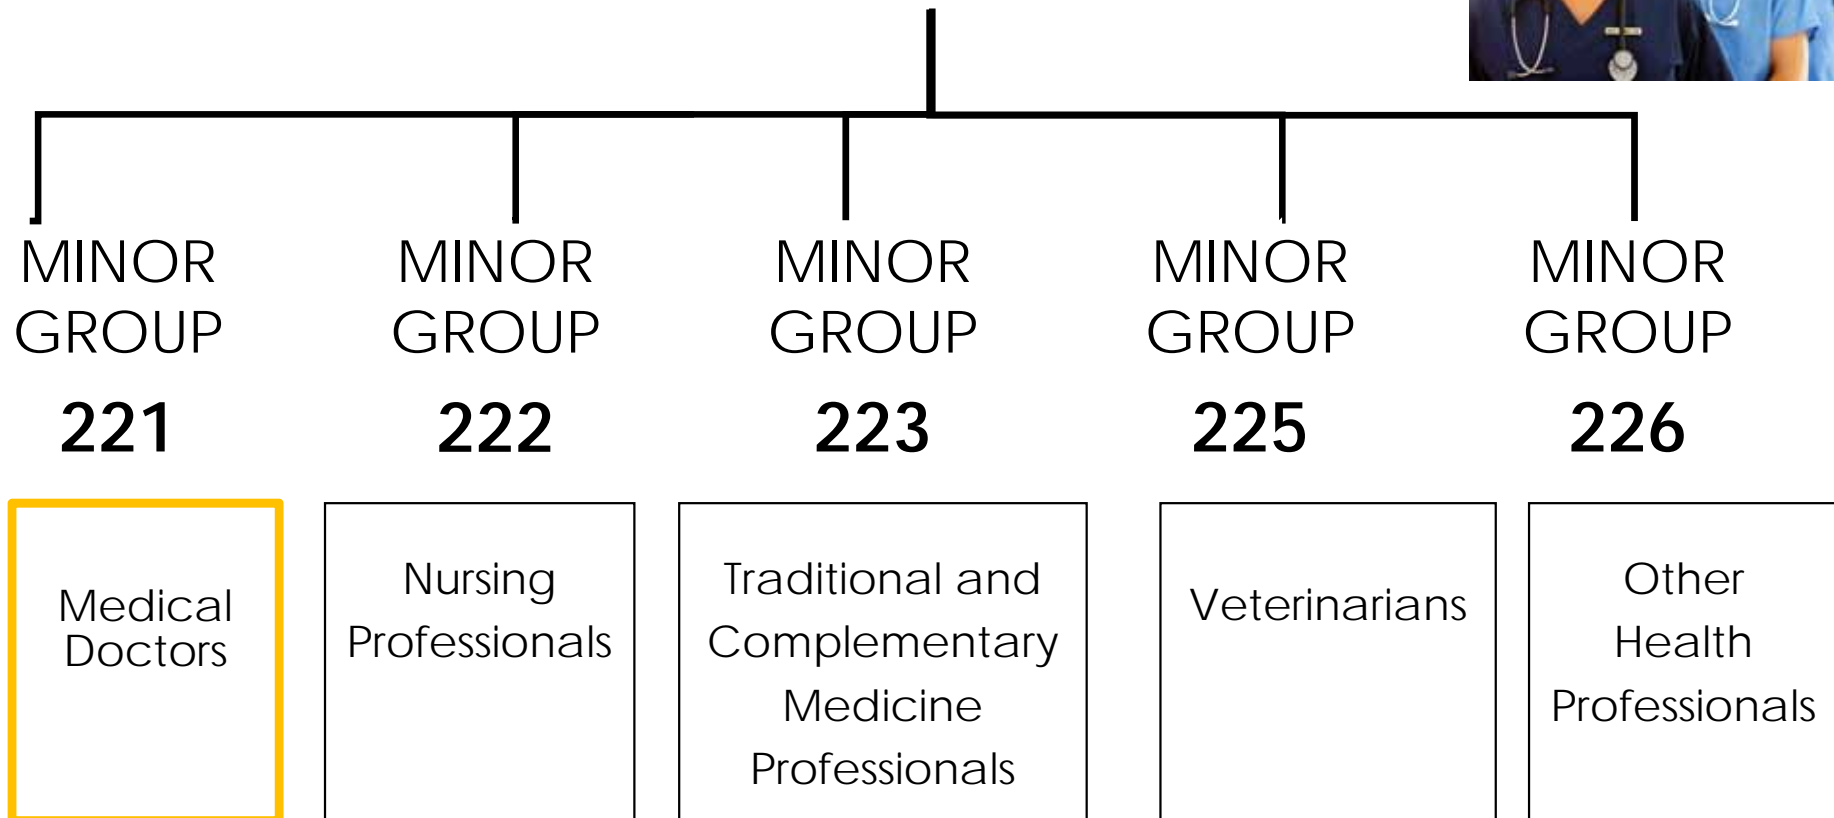 MINOR
GROUP
221
MINOR
GROUP
222
MINOR
GROUP
223
MINOR
GROUP
225
MINOR
GROUP
226
Medical
Doctors
Nursing
Professionals
Traditional and
Complementary
Medicine
Professionals
Veterinarians
Other
Health
Professionals